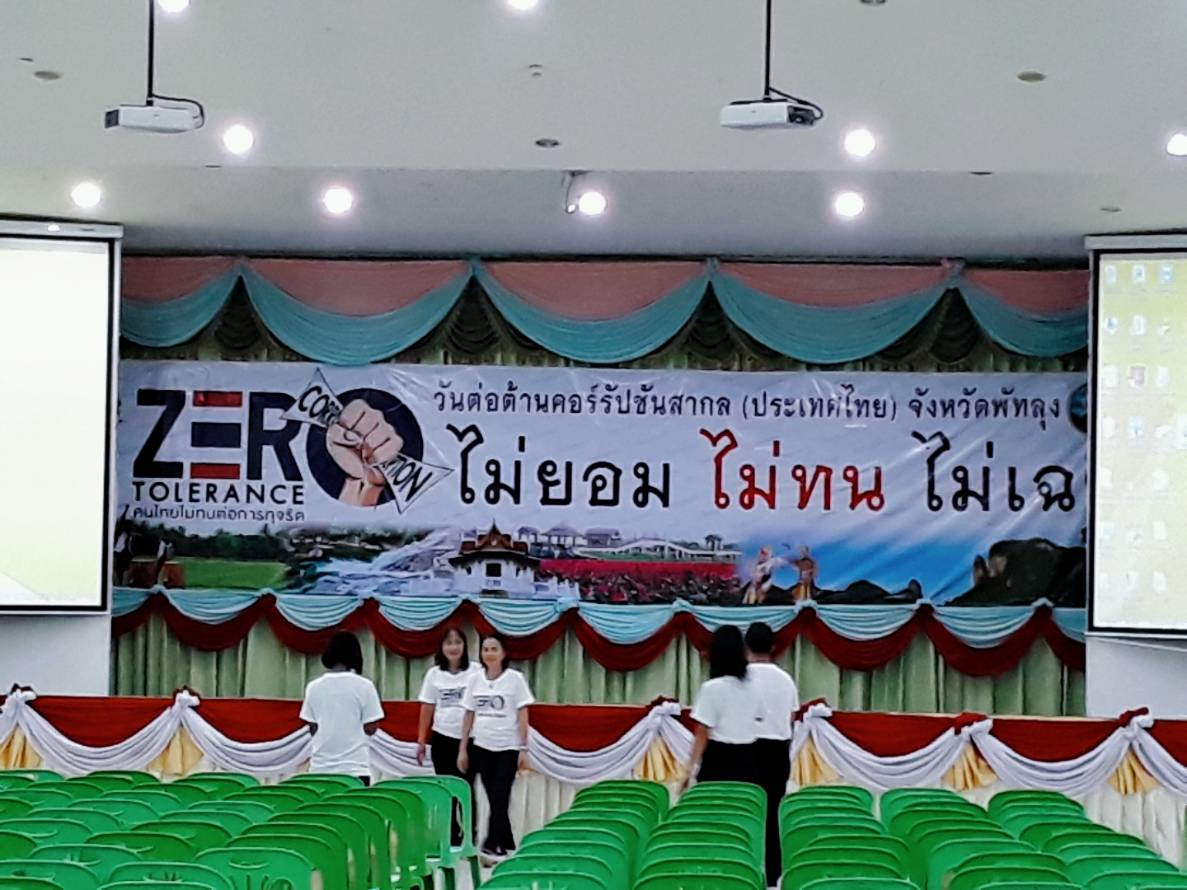 ZERO
CORRUPTION
TOLERANCE
คนไทยไม่ทนต่อการทุจริต
วันต่อต้านคอร์รัปชันสากล (ประเทศไทย) จังหวัดพัทลุง
ไม่ยอม ไม่ทน ไม่เฉ
ZERO
ZERO